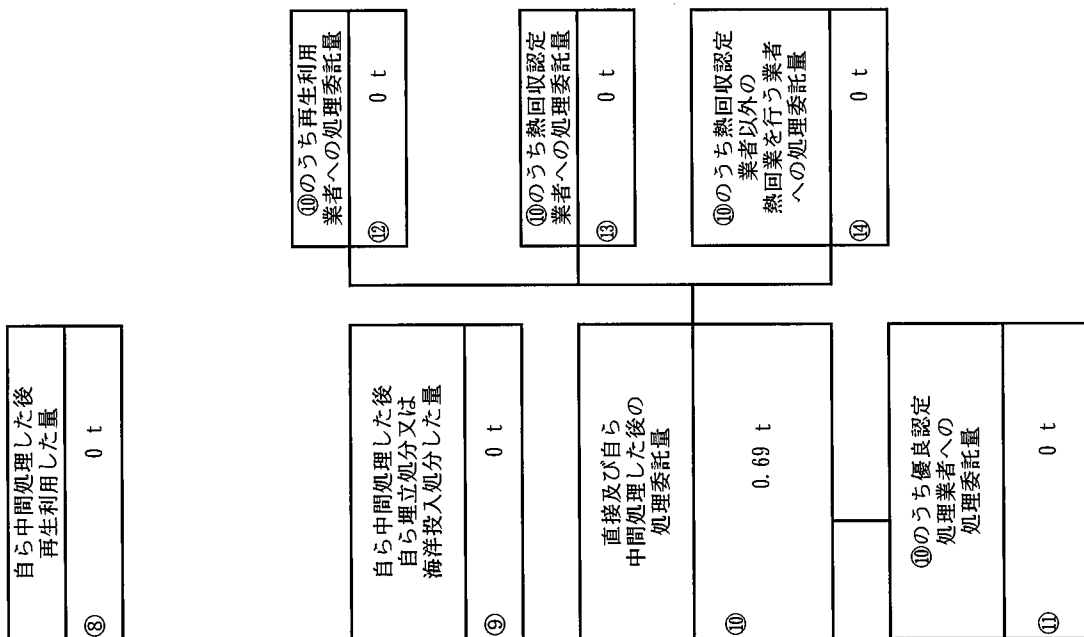 自ら中間処理した後
再生利用した量
⑧ 0 t
自ら中間処理した後
自ら埋立処分又は
海洋投入処分した量
⑨ 0 t
直接及び自ら
中間処理した後の
処理委託量
⑩ 0.69 t
⑩のうち優良認定
処理業者への
処理委託量
⑪ 0 t
⑩のうち再生利用
業者への処理委託量
⑫ 0 t
⑩のうち熱回収認定
業者への処理委託量
⑬ 0 t
⑩のうち熱回収認定
業者以外の
熱回業を行う業者
への処理委託量
⑭ 0 t